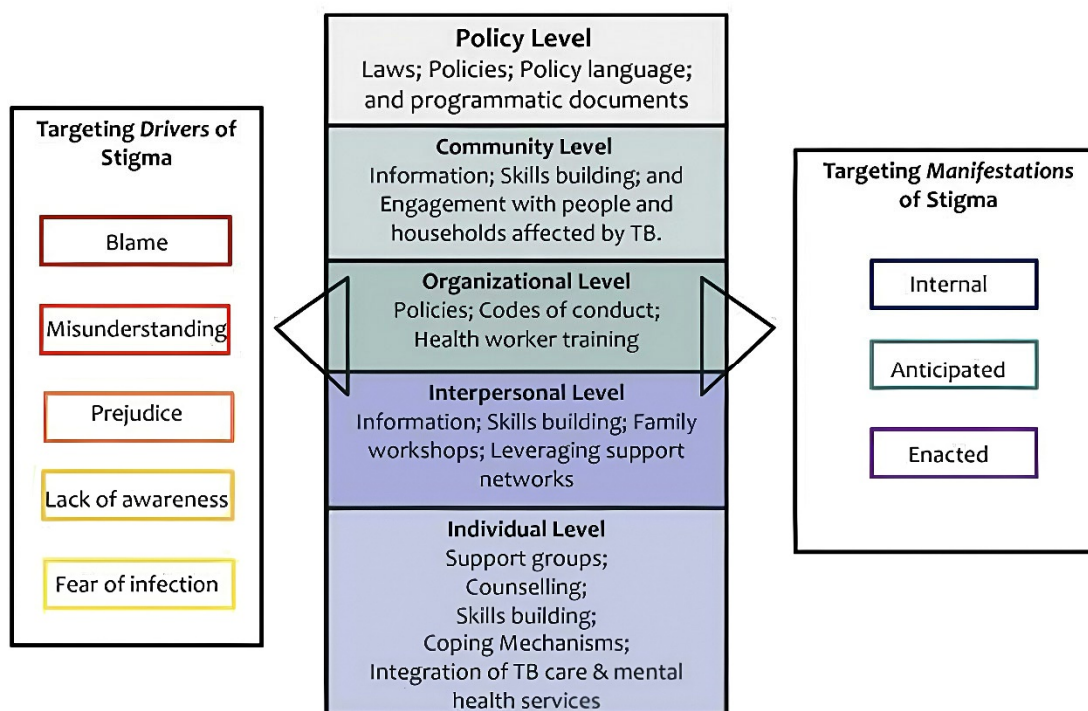 Targeting Drivers of
Stigma
Blame
Misunderstanding
Prejudice
Lack of awareness
Fear of infection
Policy Level
Laws; Policies; Policy language;
and programmatic documents
Community Level
Information; Skills building; and
Engagement with people and
households affected by TB.
Organizational Level
Policies; Codes of conduct;
Health worker training
Interpersonal Level
Information; Skills building; Family
workshops; Leveraging support
networks
Individual Level
Support groups;
Counselling;
Skills building;
Coping Mechanisms;
Integration of TB care & mental
health services
Targeting Manifestations
of Stigma
Internal
Anticipated
Enacted